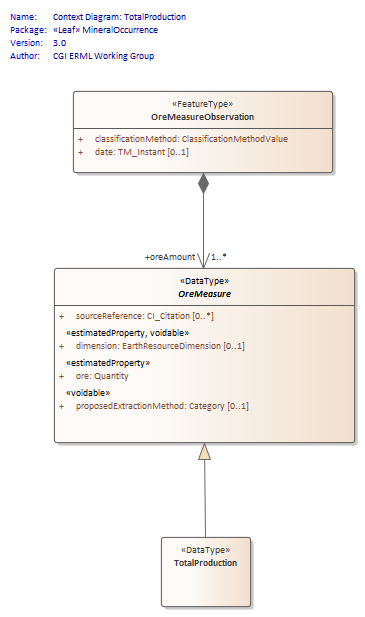 Name: Context Diagram: TotalProduction
Package: «Leaf» MineralOccurrence
Version: 3.0
Author: CGI ERML Working Group
«FeatureType»
OreMeasureObservation
+ classificationMethod: ClassificationMethodValue
+ date: TM_Instant [0..1]
+oreAmount 1..*
«DataType»
OreMeasure
+ sourceReference: CI_Citation [0..*]
«estimatedProperty, voidable»
+ dimension: EarthResourceDimension [0..1]
«estimatedProperty»
+ ore: Quantity
«voidable»
+ proposedExtractionMethod: Category [0..1]
«DataType»
TotalProduction